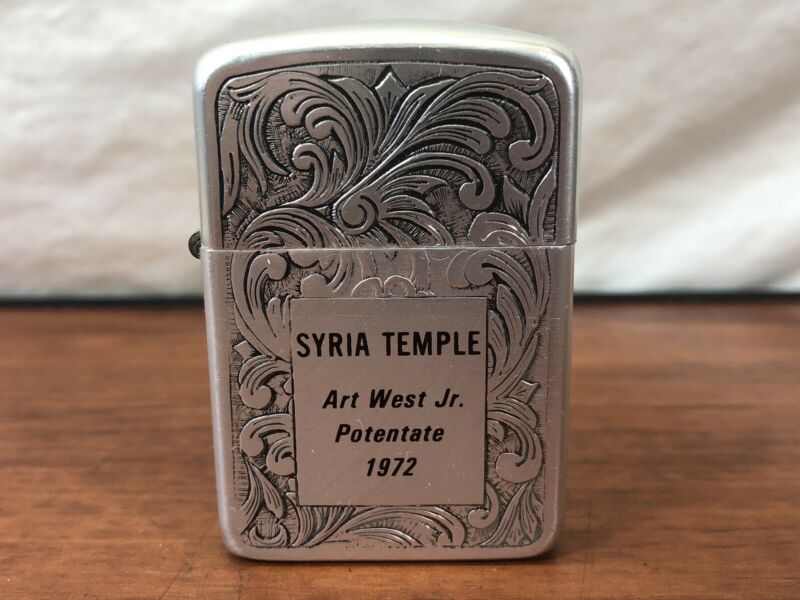 SYRIA TEMPLE
Art West Jr.
Potentate
1972